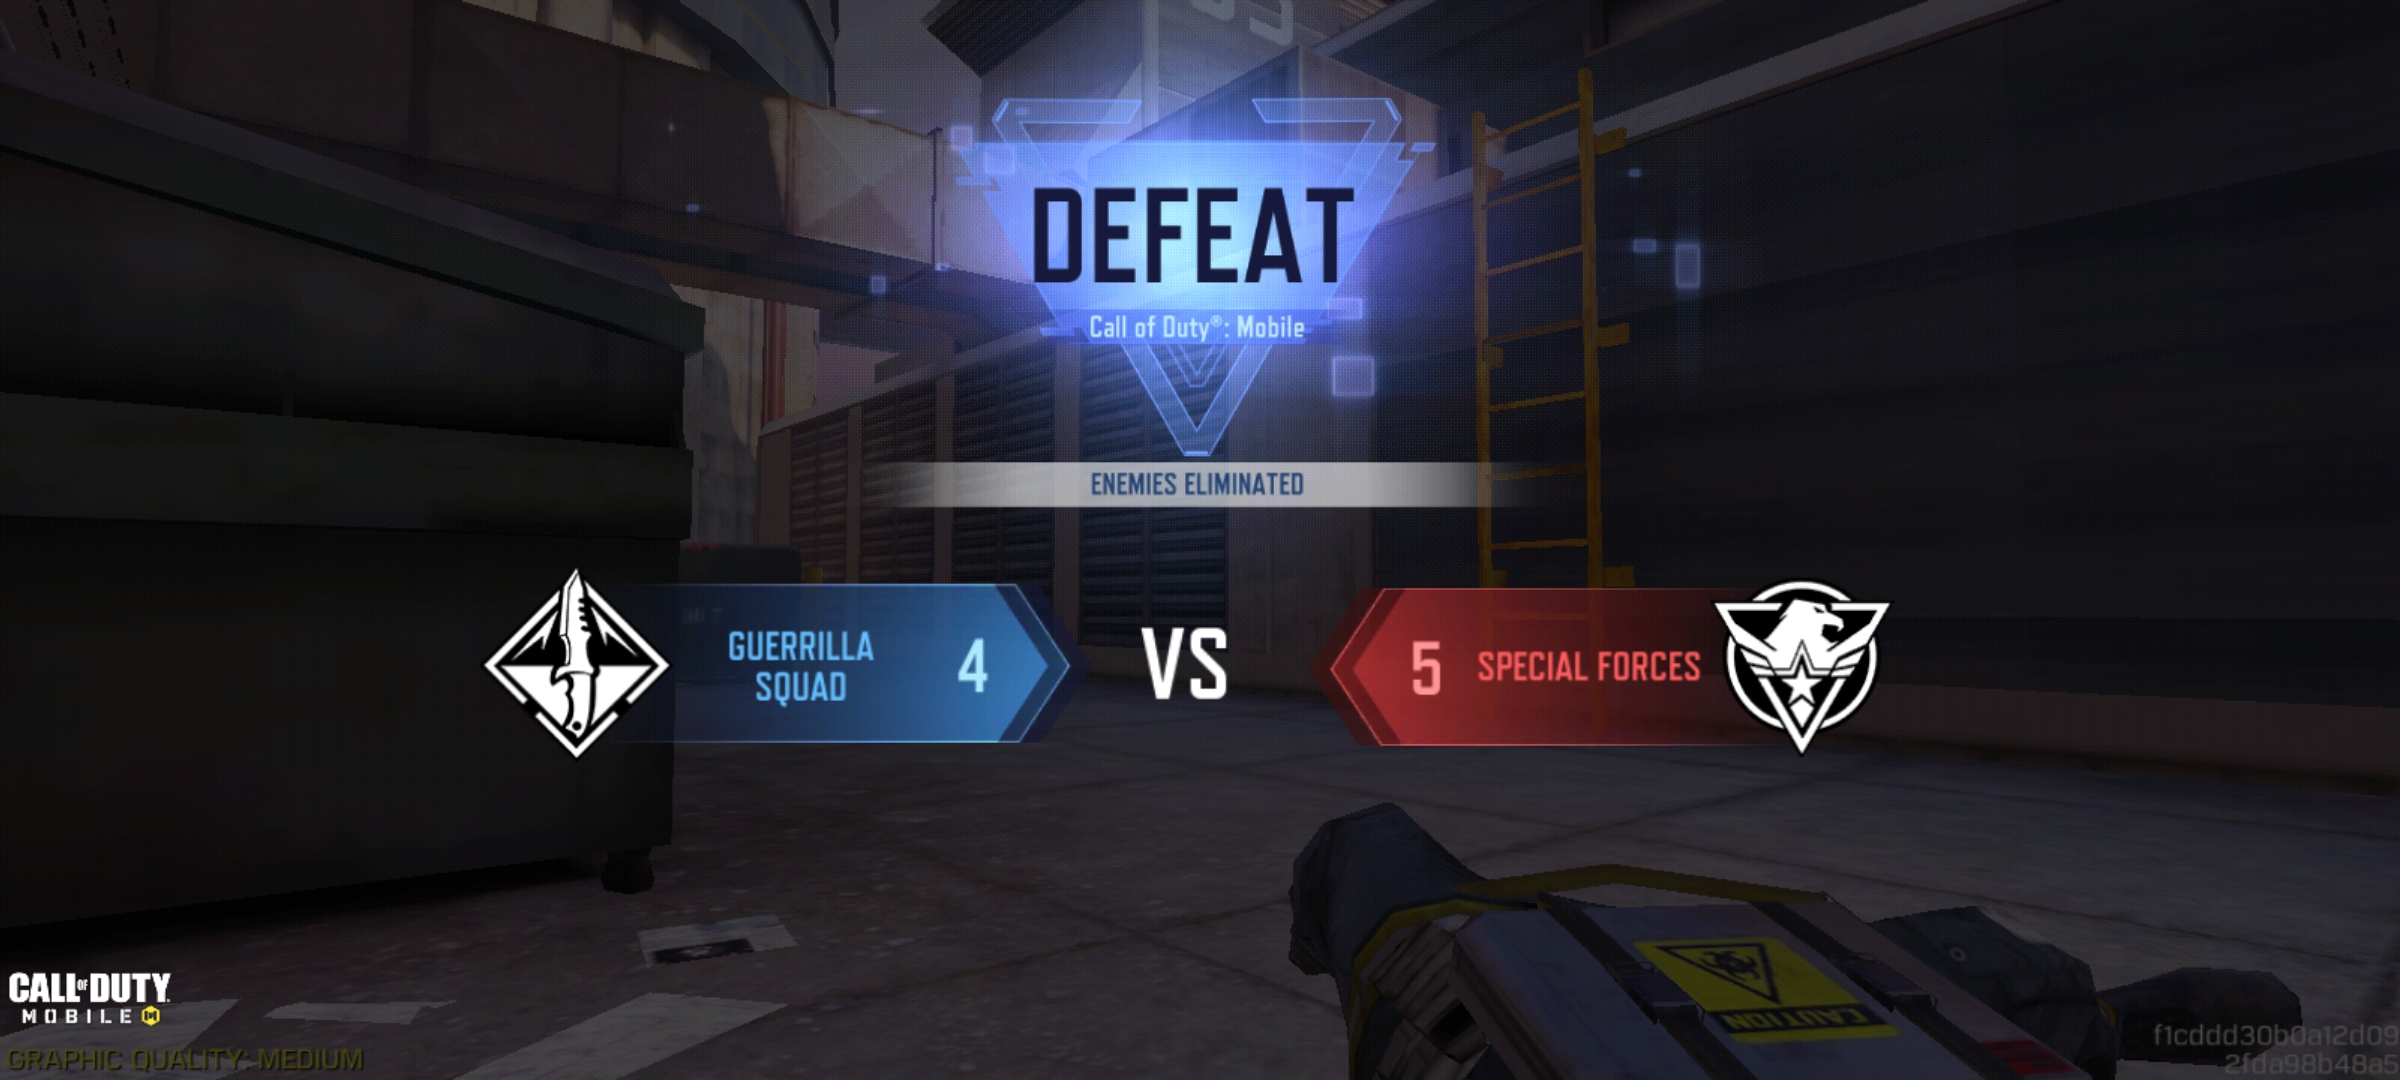 DEFEAT
Call of Duty®: Mobile
ENEMIES ELIMINATED
GUERRILLA
SQUAD
4
VS
5
SPECIAL FORCES
CAUTION
CALL OF DUTY
MOBILE
GRAPHIC QUALITY: MEDIUM
f1cddd30b0a12d09
2fda98b48a5